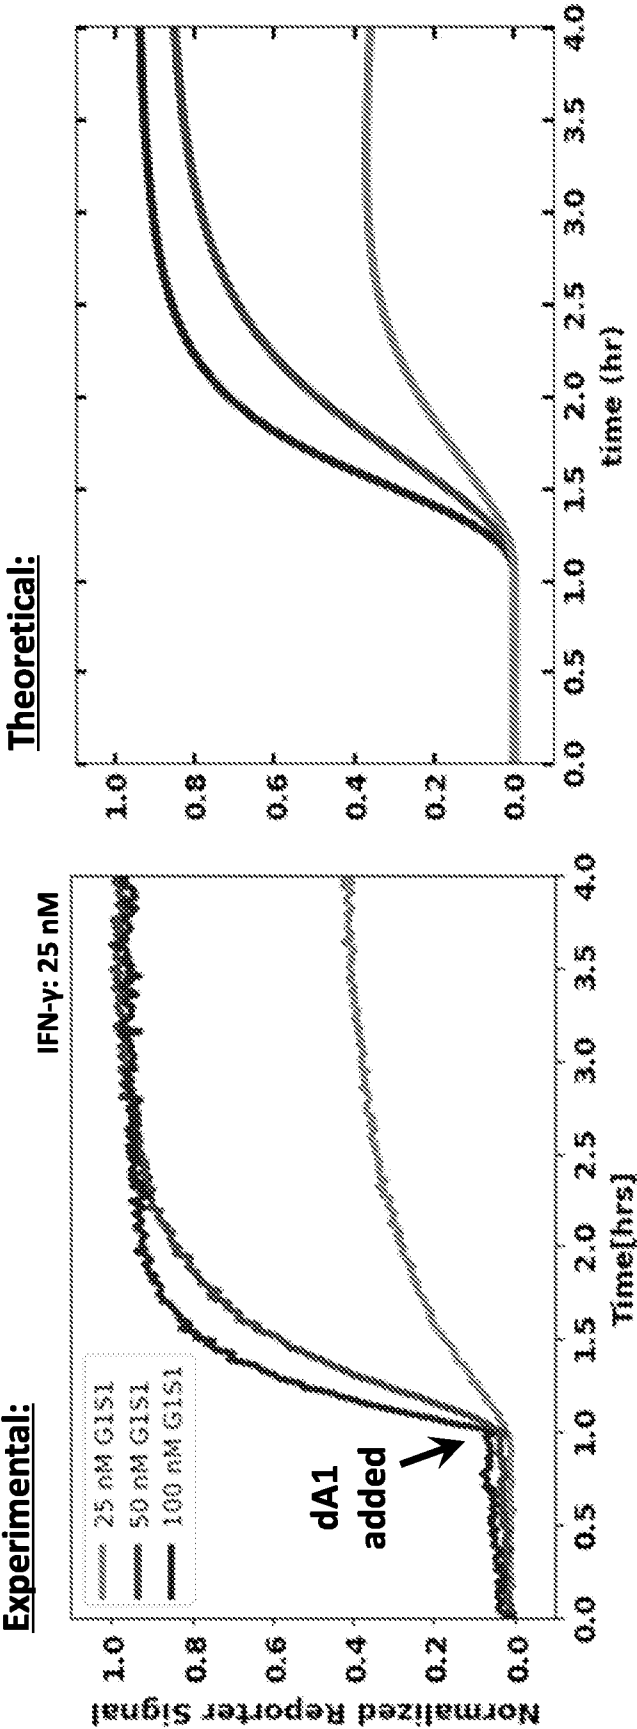 Experimental:
IFN-γ: 25 nM
25 nM G1S1
50 nM G1S1
100 nM G1S1
dA1
added
Normalized Reporter Signal
1.0
0.8
0.6
0.4
0.2
0.0
0.0 0.5 1.0 1.5 2.0 2.5 3.0 3.5 4.0
Time[hrs]
Theoretical:
1.0
0.8
0.6
0.4
0.2
0.0
0.0 0.5 1.0 1.5 2.0 2.5 3.0 3.5 4.0
time (hr)